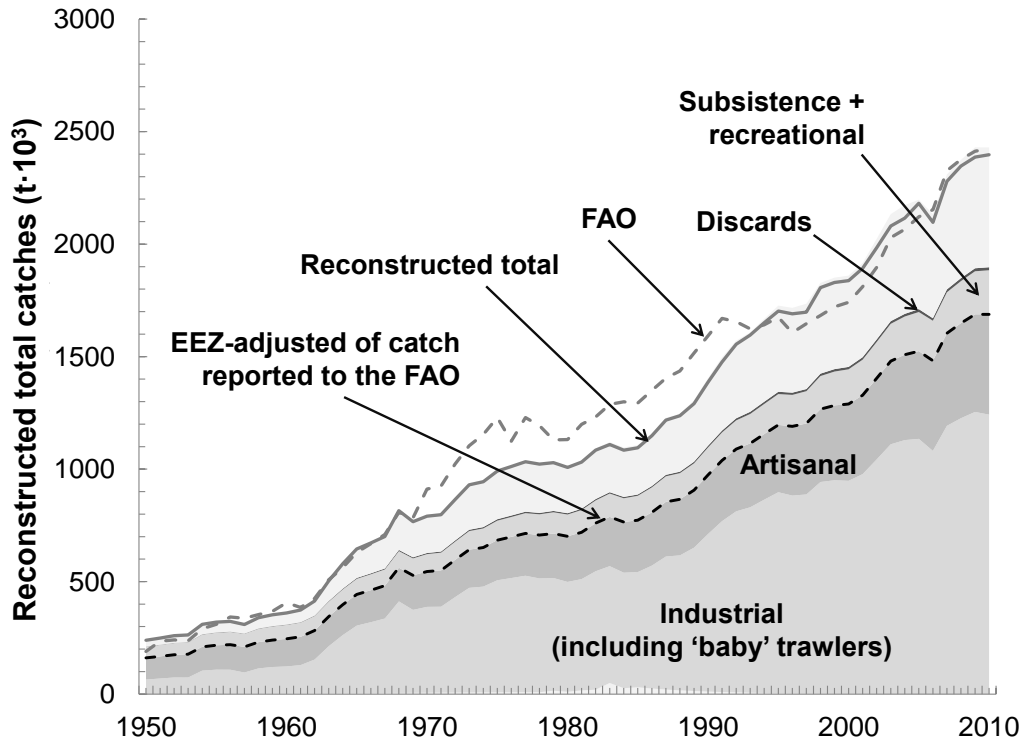 3000
2500
2000
1500
1000
500
0
Reconstructed total catches (t·10³)
Subsistence +
recreational
FAO
Discards
Reconstructed total
EEZ-adjusted of catch
reported to the FAO
Artisanal
Industrial
(including ‘baby’ trawlers)
1950 1960 1970 1980 1990 2000 2010